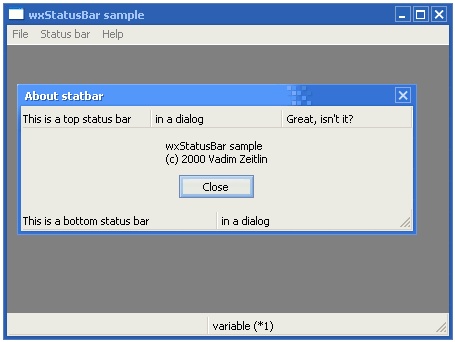 wxStatusBar sample
File Status bar Help
About statbar
This is a top status bar in a dialog Great, isn't it?
wxStatusBar sample
(c) 2000 Vadim Zeitlin
Close
This is a bottom status bar in a dialog
variable (*1)